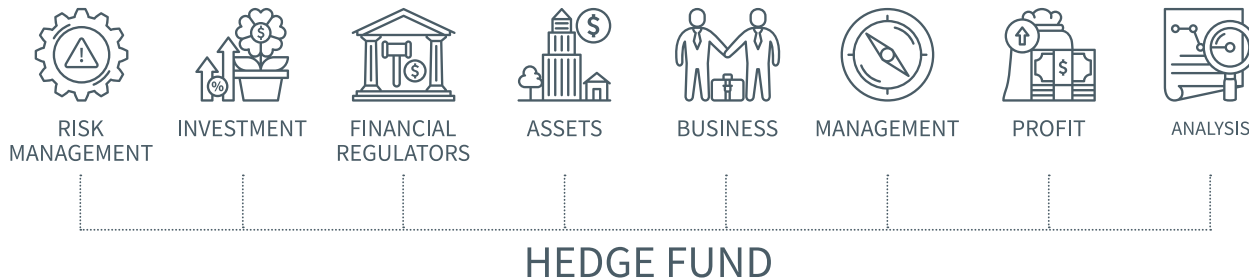 RISK
MANAGEMENT
INVESTMENT
%
$
FINANCIAL
REGULATORS
$
ASSETS
$
BUSINESS
MANAGEMENT
PROFIT
$
ANALYSIS
HEDGE FUND